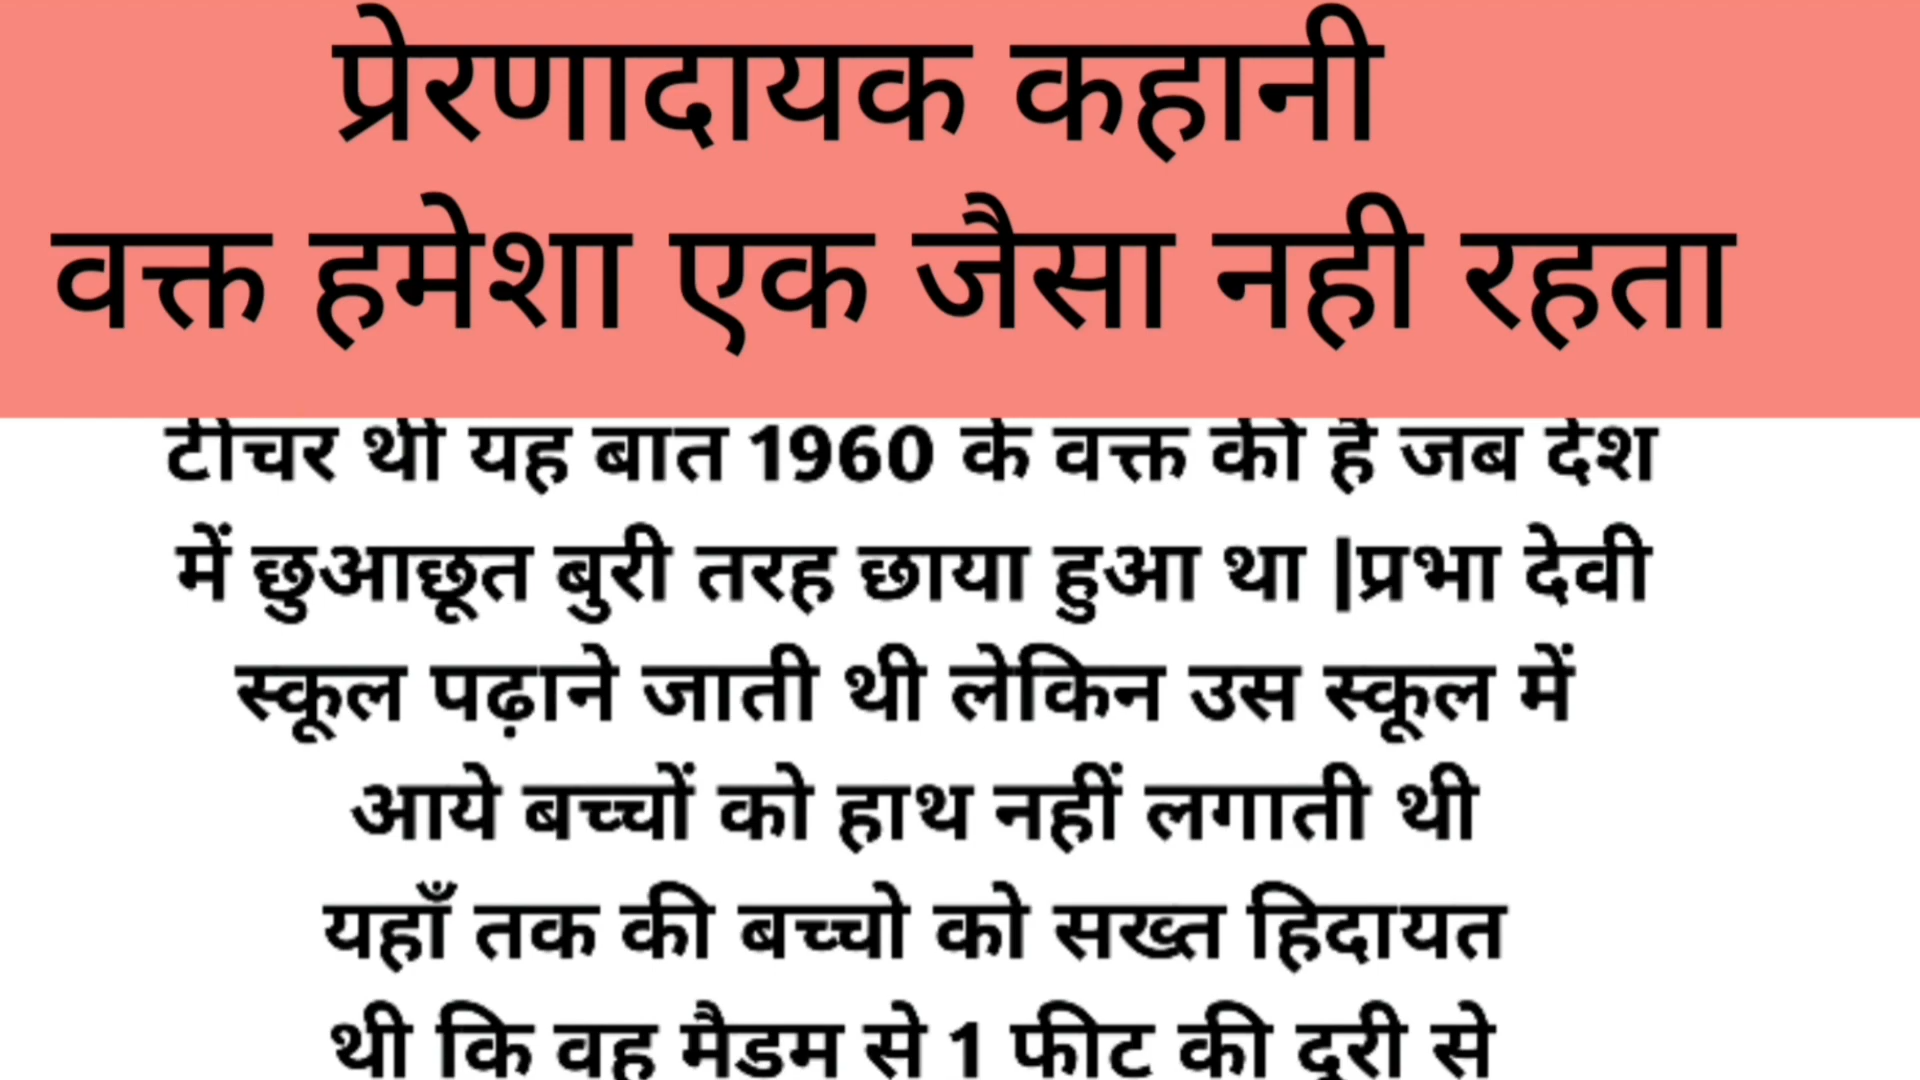 प्रेरणादायक कहानी
वक्त हमेशा एक जैसा नही रहता
टीचर थी यह बात 1960 के वक्त की है जब देश
में छुआछूत बुरी तरह छाया हुआ था |प्रभा देवी
स्कूल पढ़ाने जाती थी लेकिन उस स्कूल में
आये बच्चों को हाथ नहीं लगाती थी
यहाँ तक की बच्चो को सख्त हिदायत
थी कि वह मैडम से 1 फीट की दूरी से